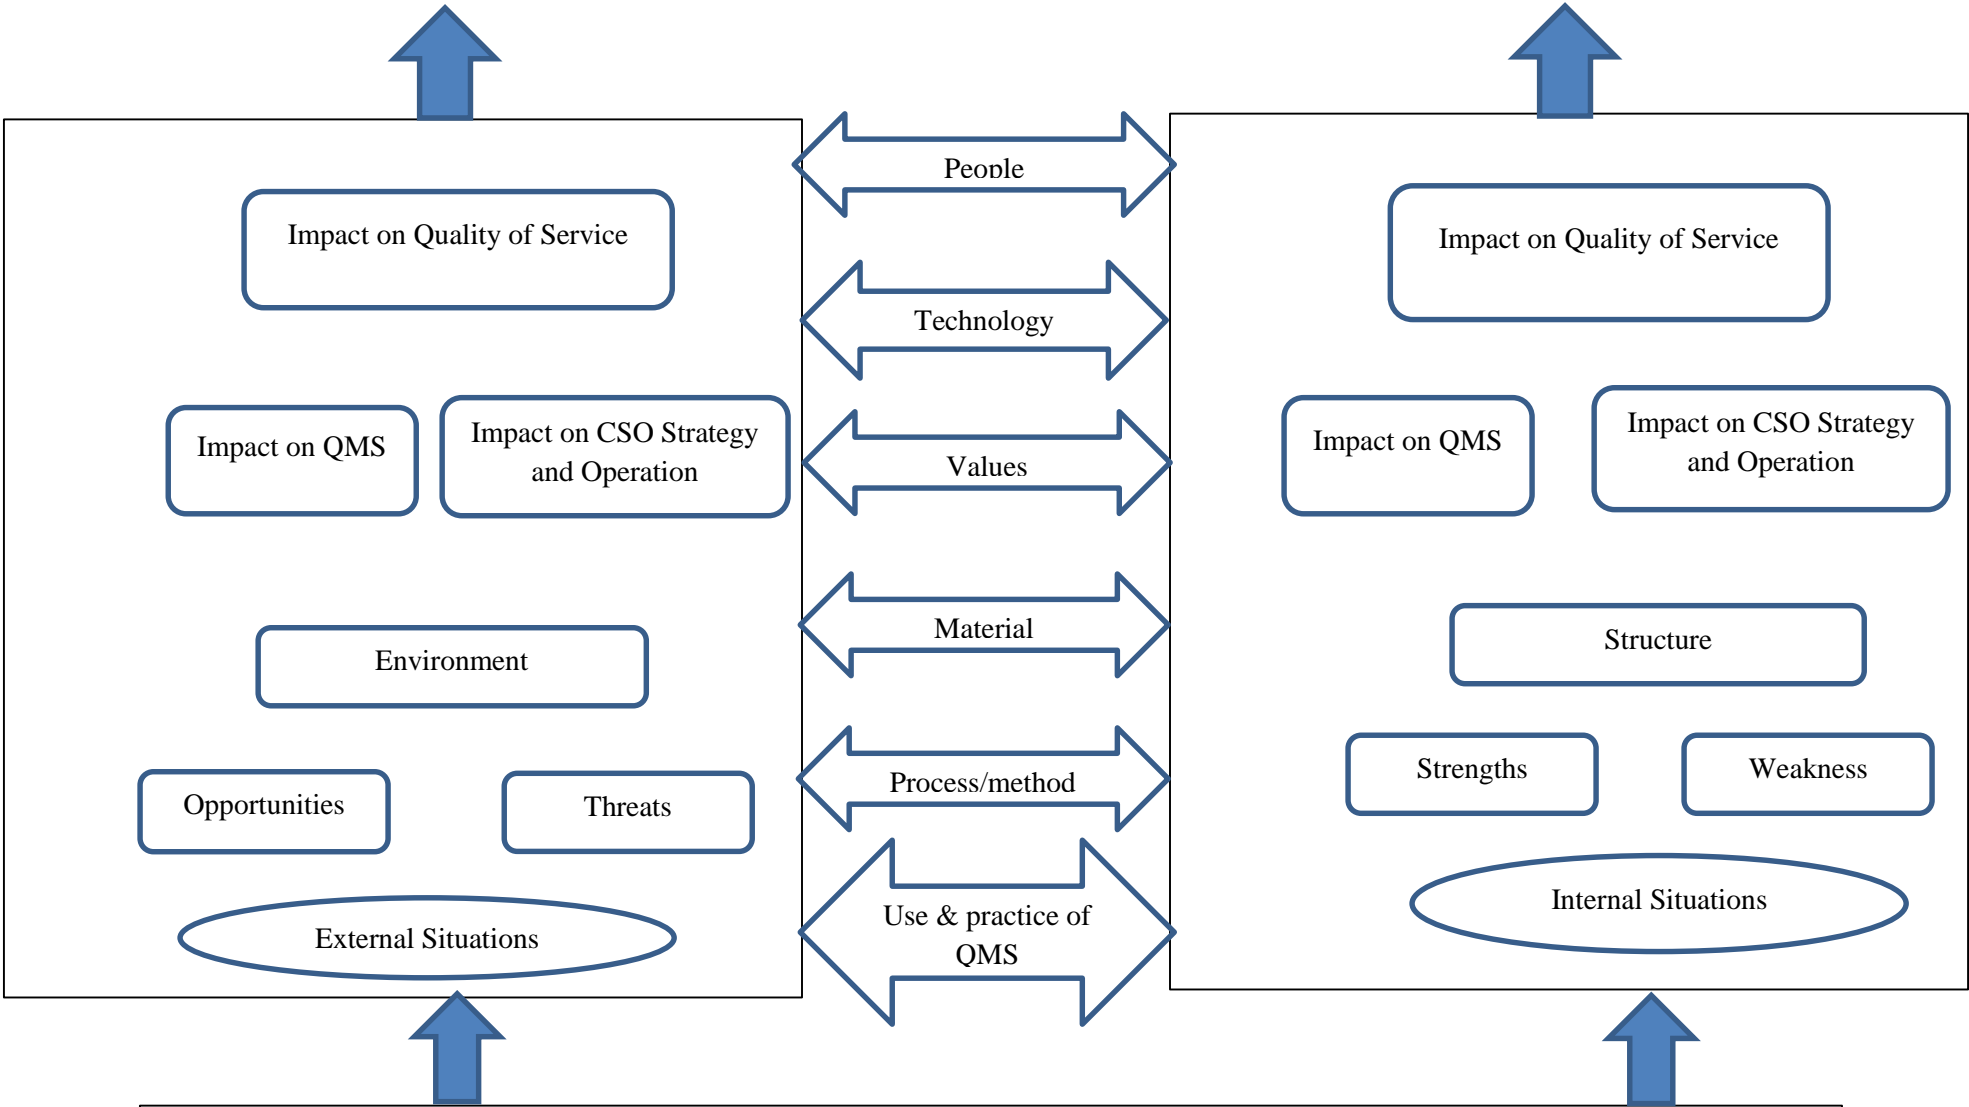 People
Impact on Quality of Service
Impact on Quality of Service
Technology
Impact on QMS
Impact on CSO Strategy
and Operation
Values
Impact on QMS
Impact on CSO Strategy
and Operation
Material
Environment
Structure
Opportunities
Threats
Process/method
Strengths
Weakness
External Situations
Use & practice of
QMS
Internal Situations